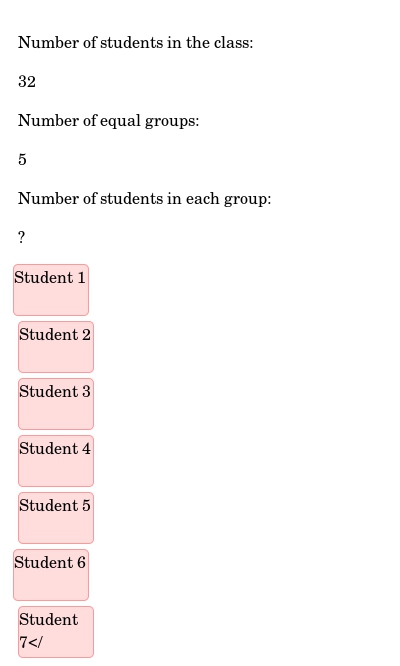 Number of students in the class:
32
Number of equal groups:
5
Number of students in each group:
?
Student 1
Student 2
Student 3
Student 4
Student 5
Student 6
Student
7</